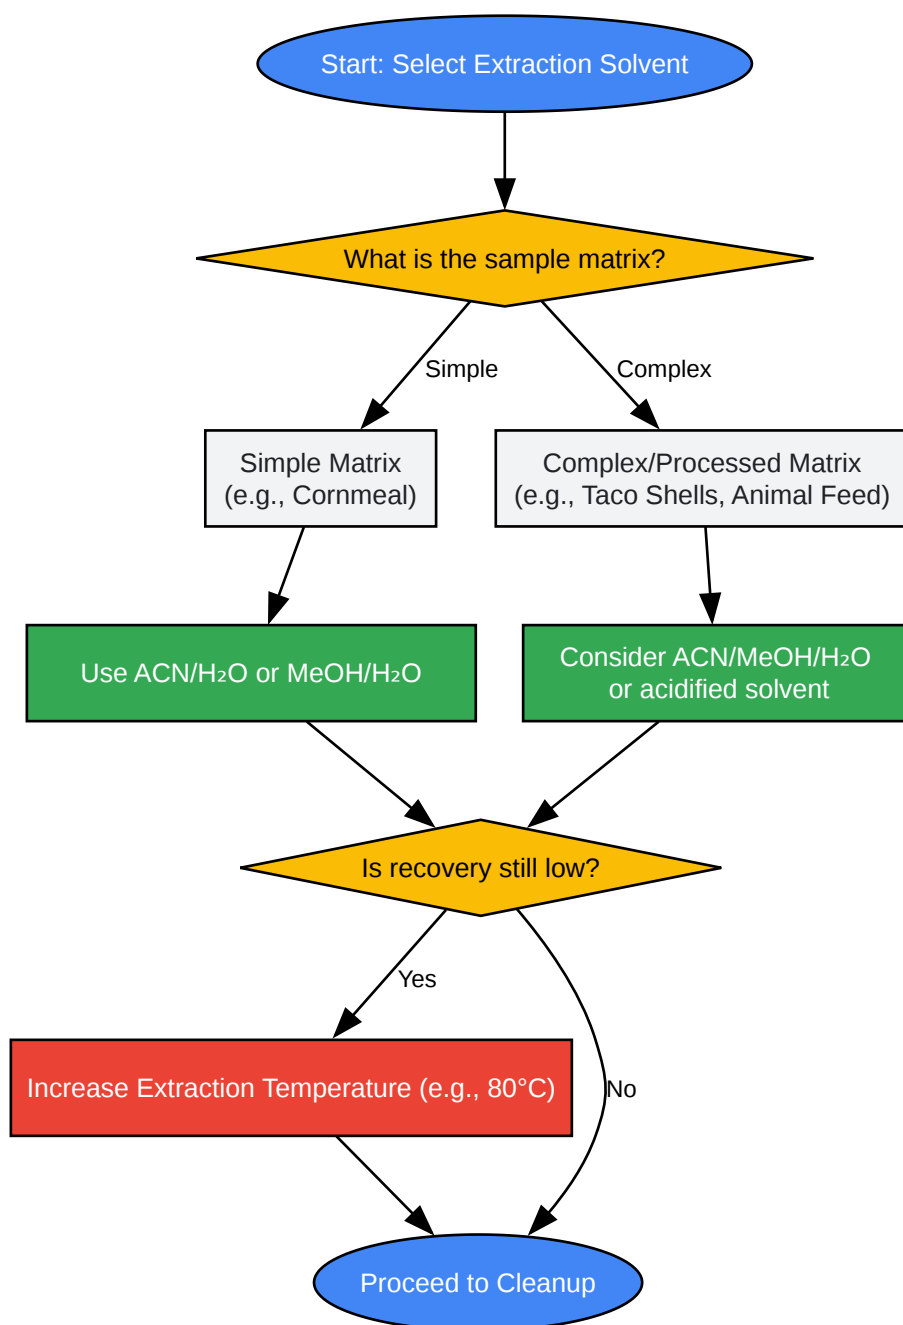 Start: Select Extraction Solvent
What is the sample matrix?
Simple
Complex
Simple Matrix
(e.g., Cornmeal)
Complex/Processed Matrix
(e.g., Taco Shells, Animal Feed)
Use ACN/H₂O or MeOH/H₂O
Consider ACN/MeOH/H₂O
or acidified solvent
Is recovery still low?
Yes
Increase Extraction Temperature (e.g., 80°C)
No
Proceed to Cleanup